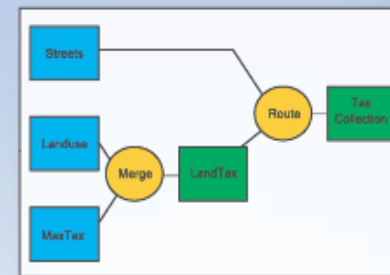 Streets
Tax
Collection
Route
Landuse
Merge
LandTax
MaxTax